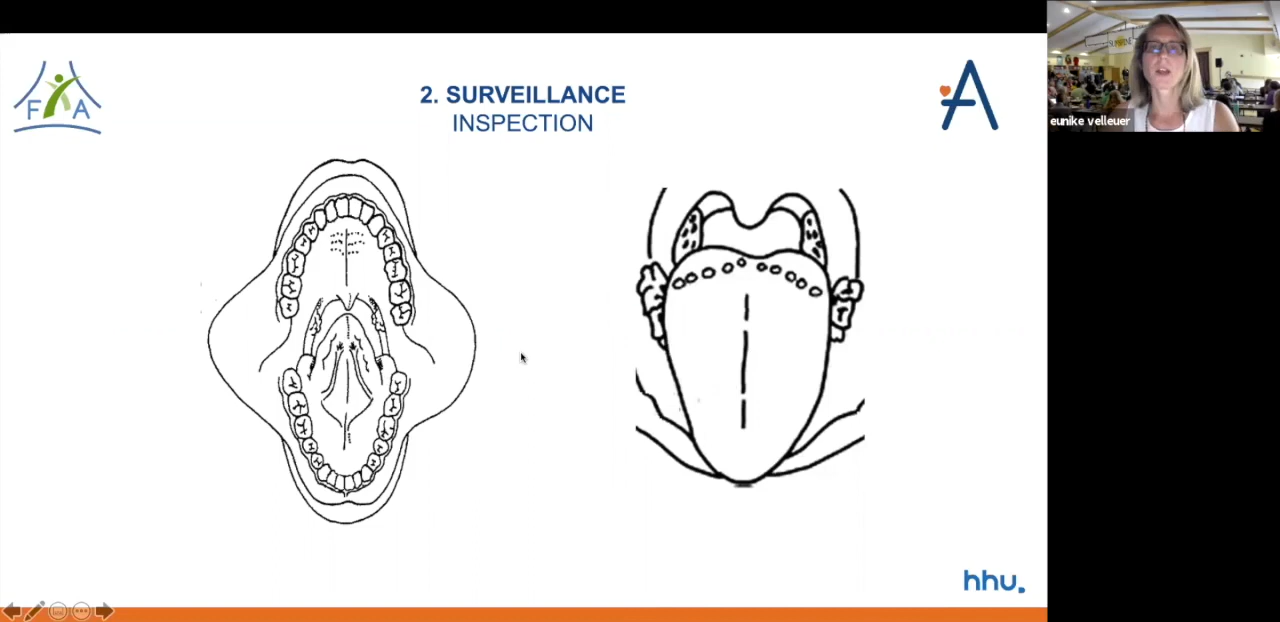 2. SURVEILLANCE
INSPECTION
F A
A
hhu.
eunike velleuer